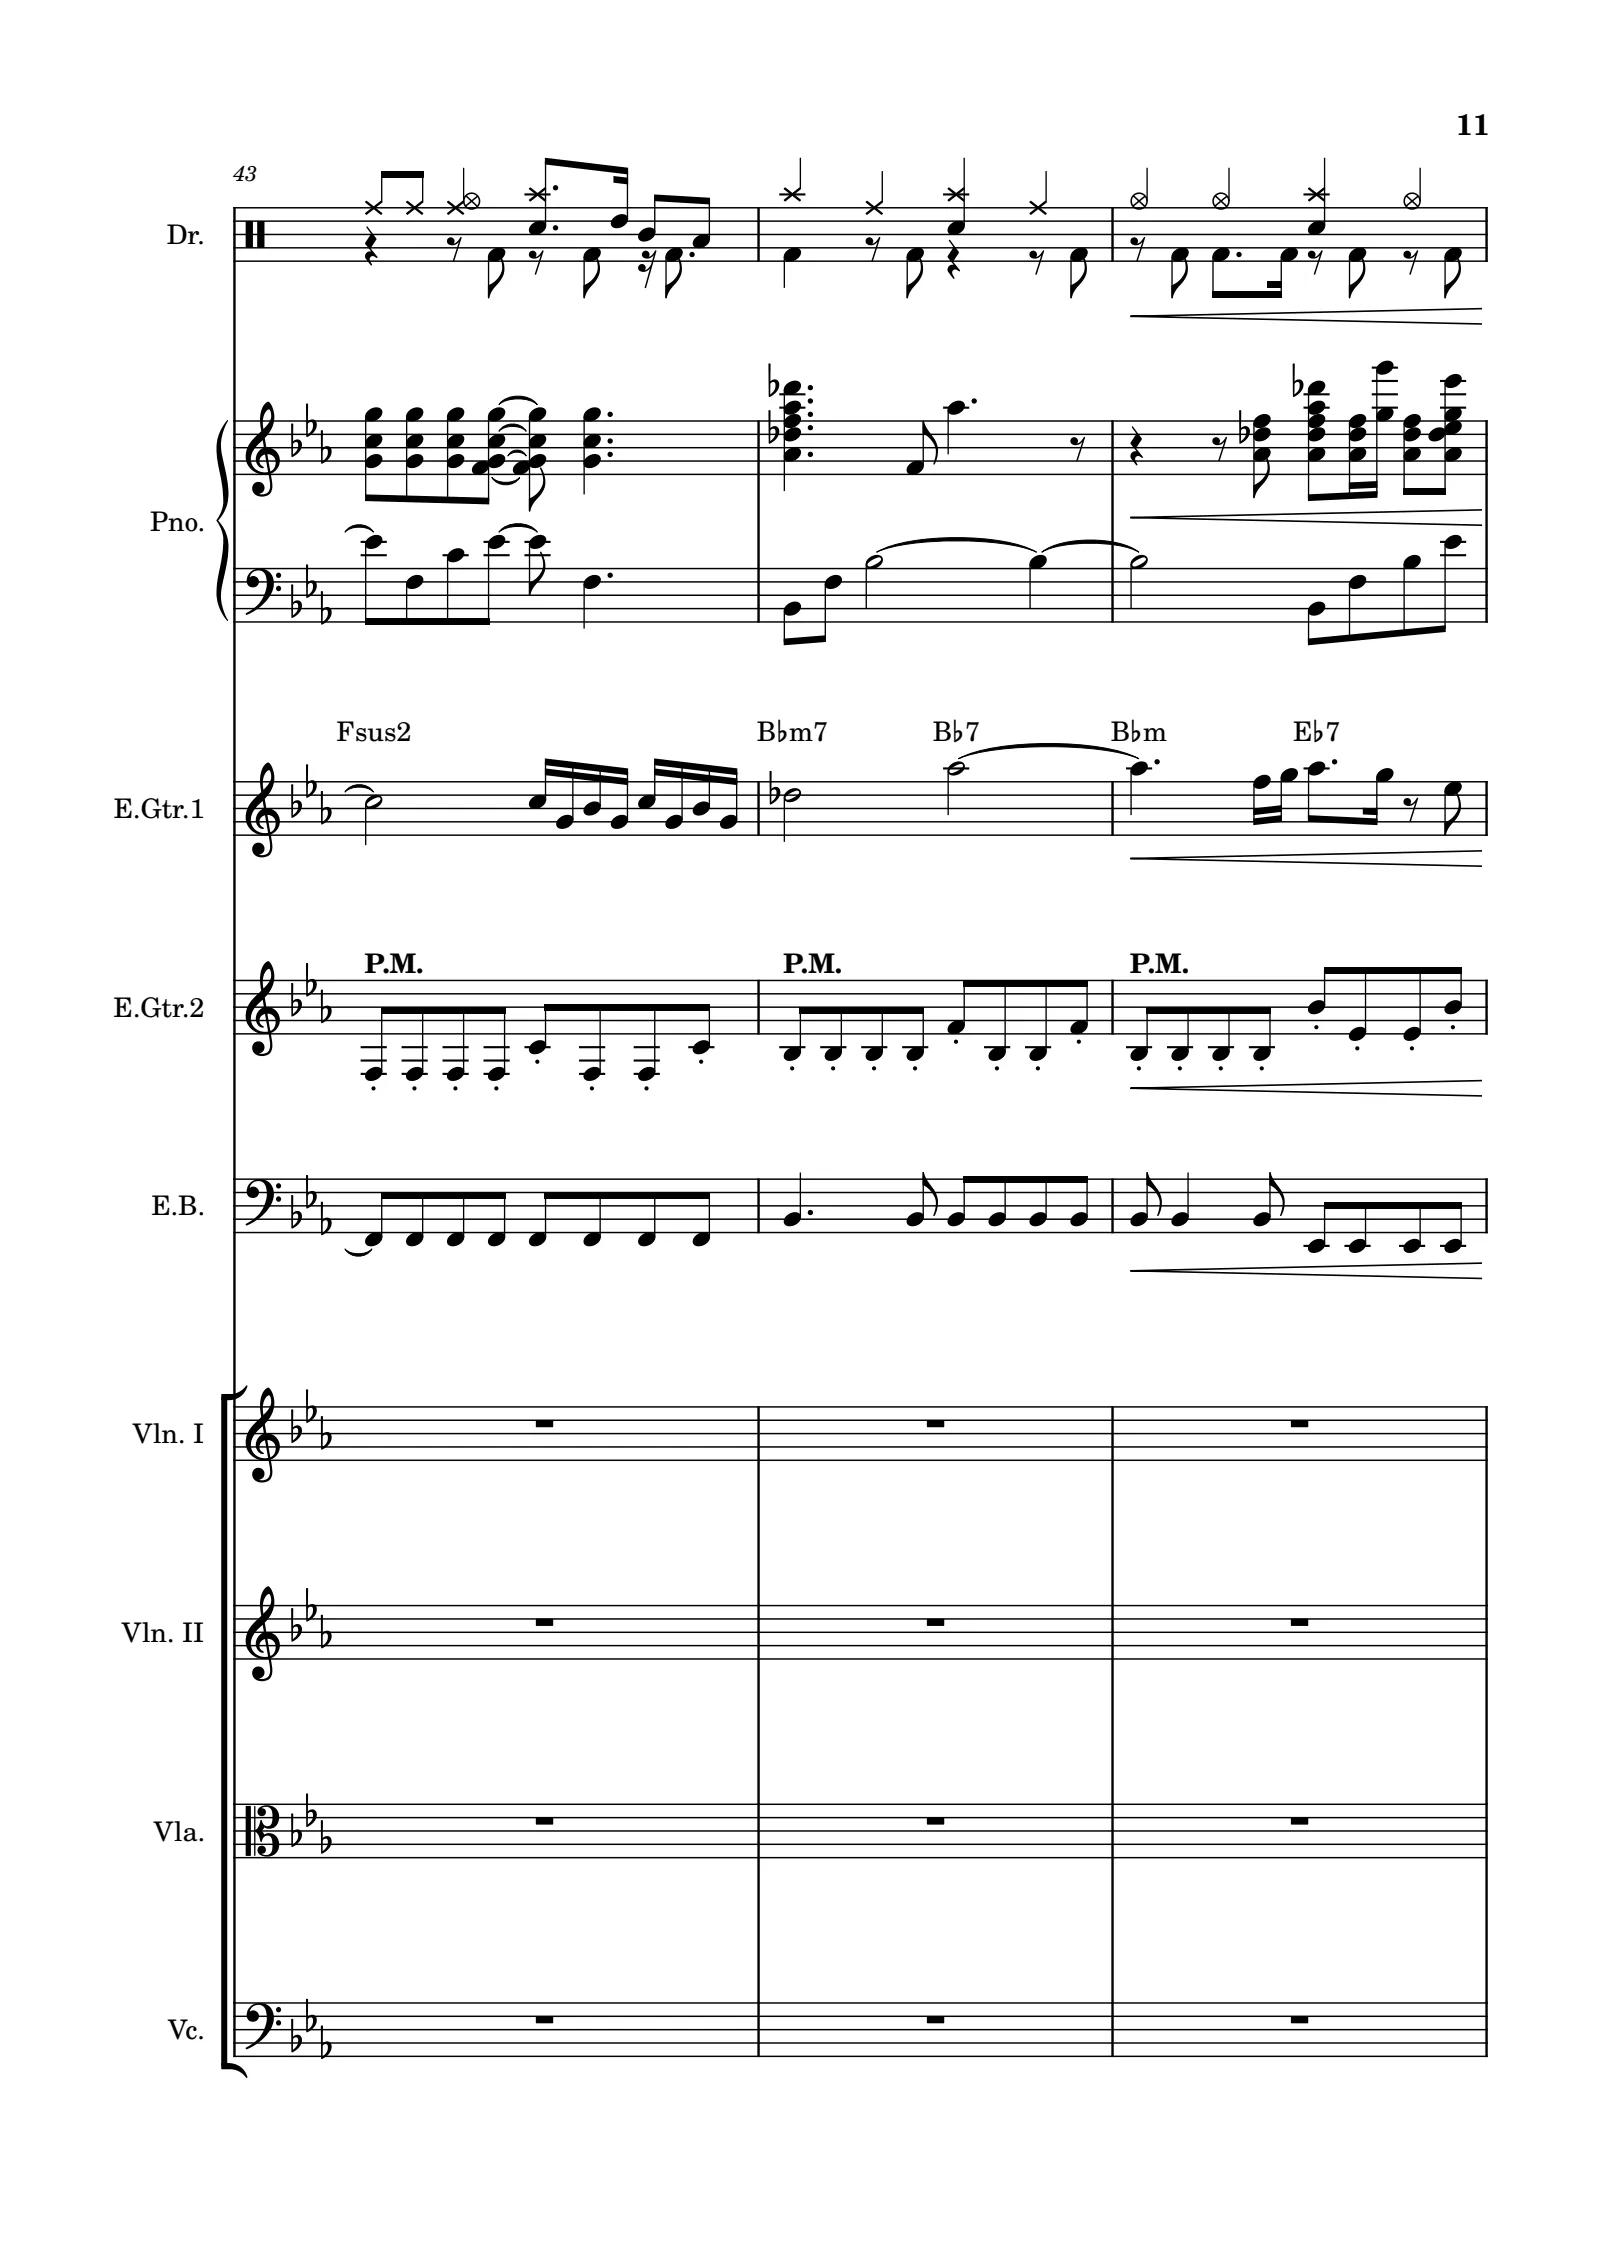 11
43
Dr.
Pno.
Fsus2 B♭m7 B♭7 B♭m E♭7
E.Gtr.1
P.M. P.M. P.M.
E.Gtr.2
E.B.
Vln. I
Vln. II
Vla.
Vc.